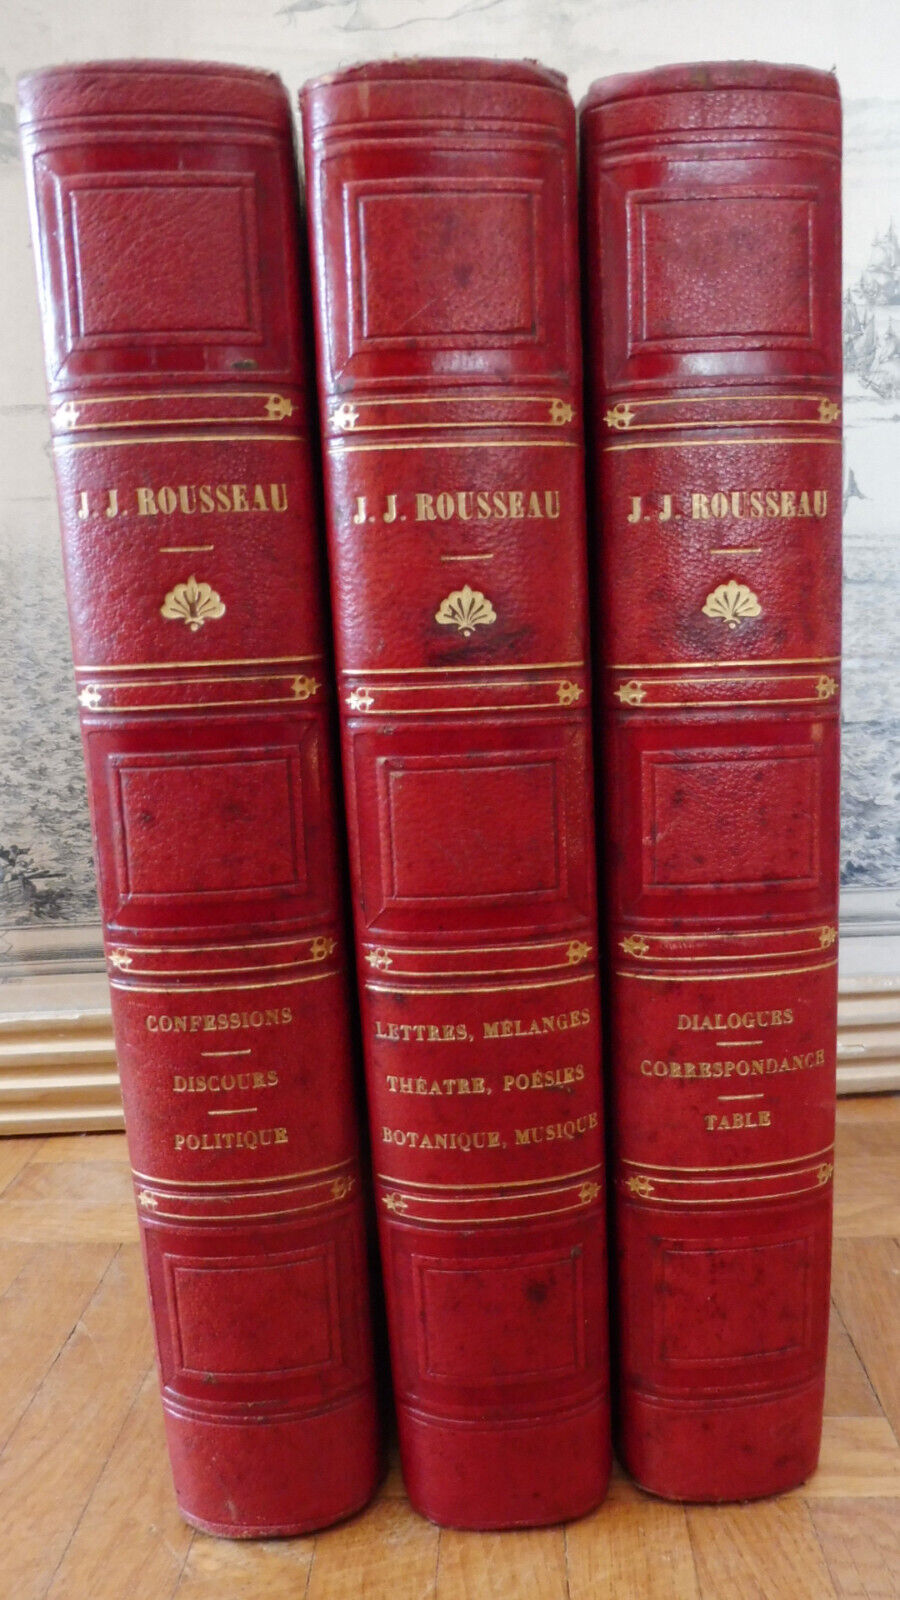 J. J. ROUSSEAU
CONFESSIONS
DISCOURS
POLITIQUE
J. J. ROUSSEAU
LETTRES, MÉLANGES
THÉATRE, POÉSIES
BOTANIQUE, MUSIQUE
J. J. ROUSSEAU
DIALOGUES
CORRESPONDANCE
TABLE